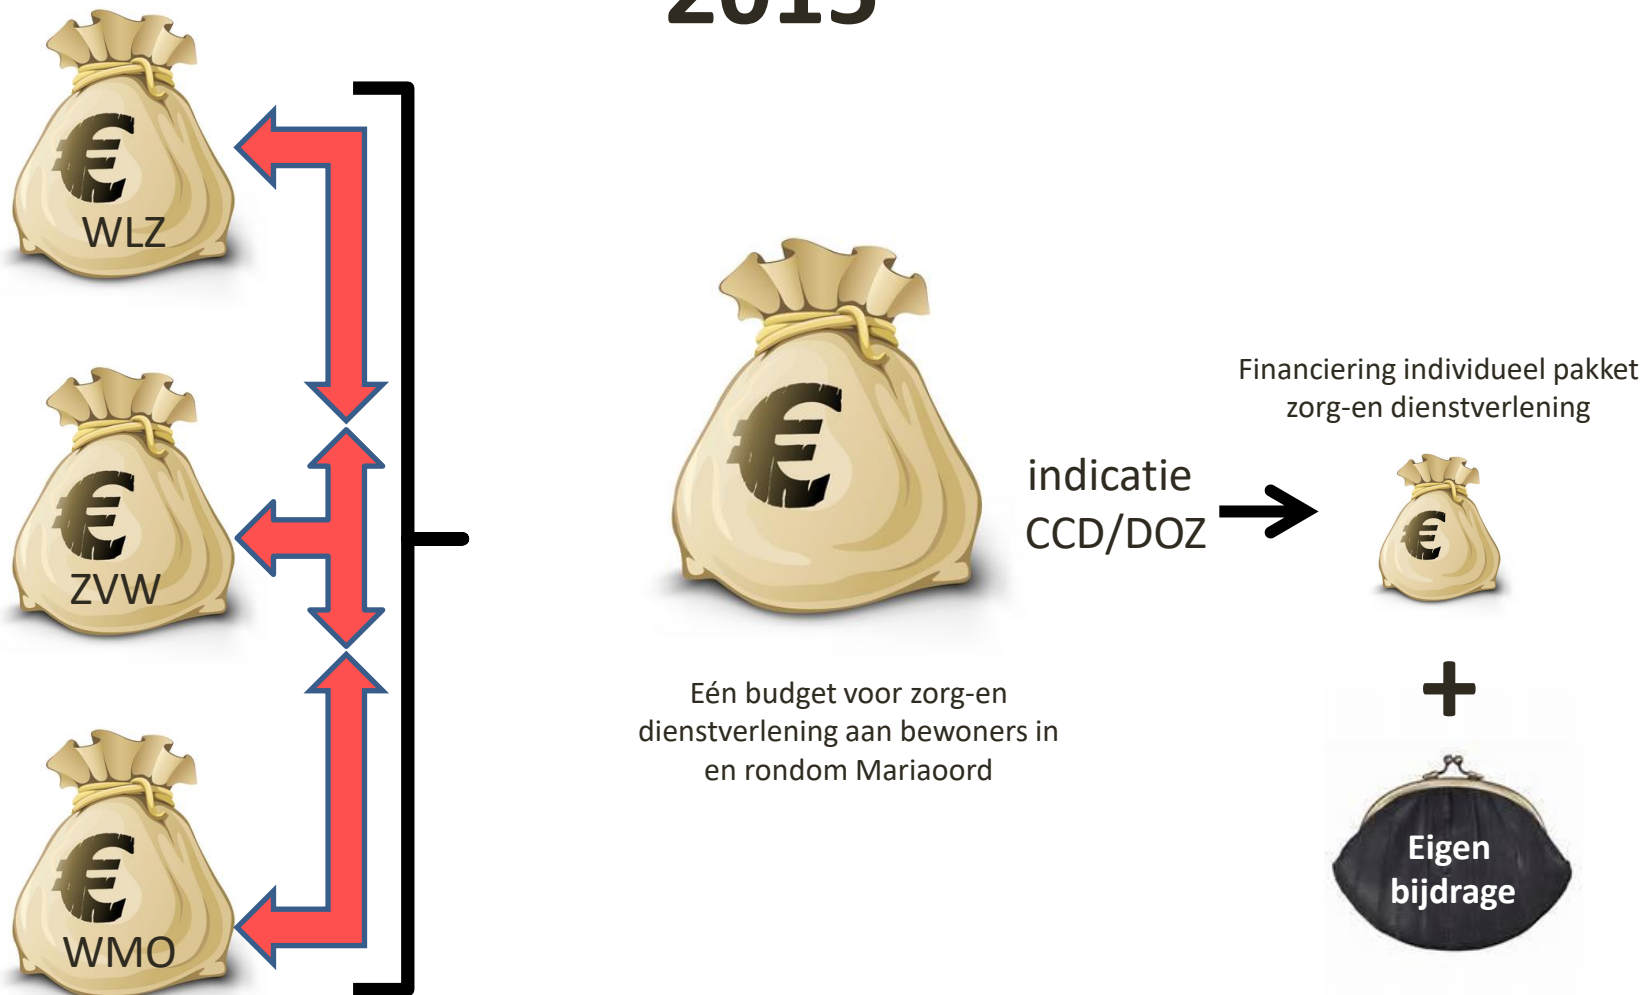 2015
€
WLZ
€
ZVW
€
WMO
€
Eén budget voor zorg-en
dienstverlening aan bewoners in
en rondom Mariaoord
indicatie
CCD/DOZ
Financiering individueel pakket
zorg-en dienstverlening
€
+
Eigen
bijdrage